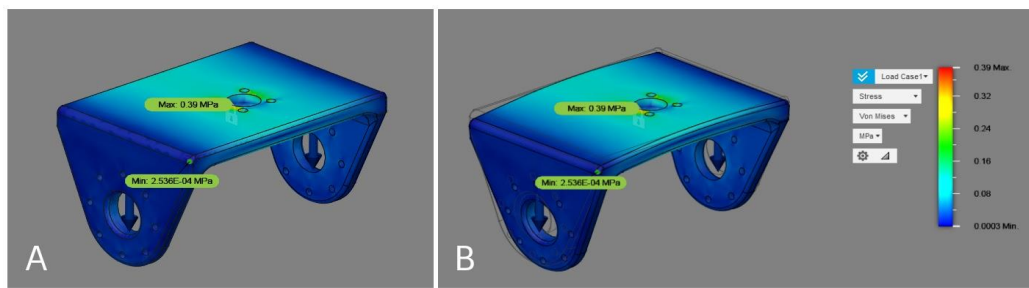 Max: 0.39 MPa
Min: 2.536E-04 MPa
A
Max: 0.39 MPa
Min: 2.536E-04 MPa
B
Load Case1
Stress
Von Mises
MPa
0.39 Max.
0.32
0.24
0.16
0.08
0.0003 Min.